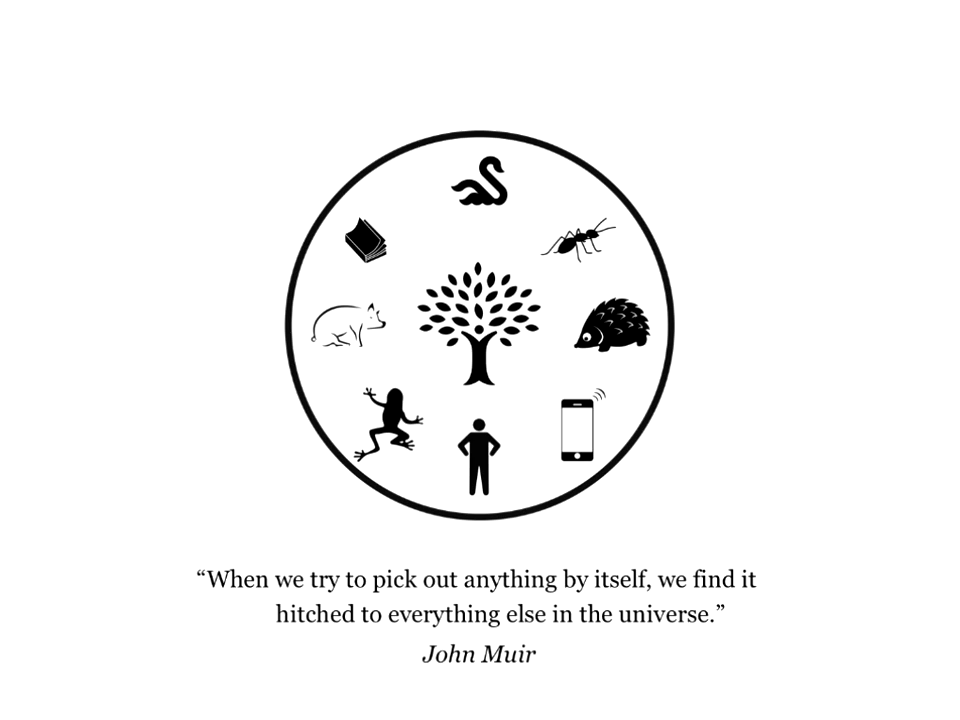 “When we try to pick out anything by itself, we find it
hitched to everything else in the universe.”
John Muir